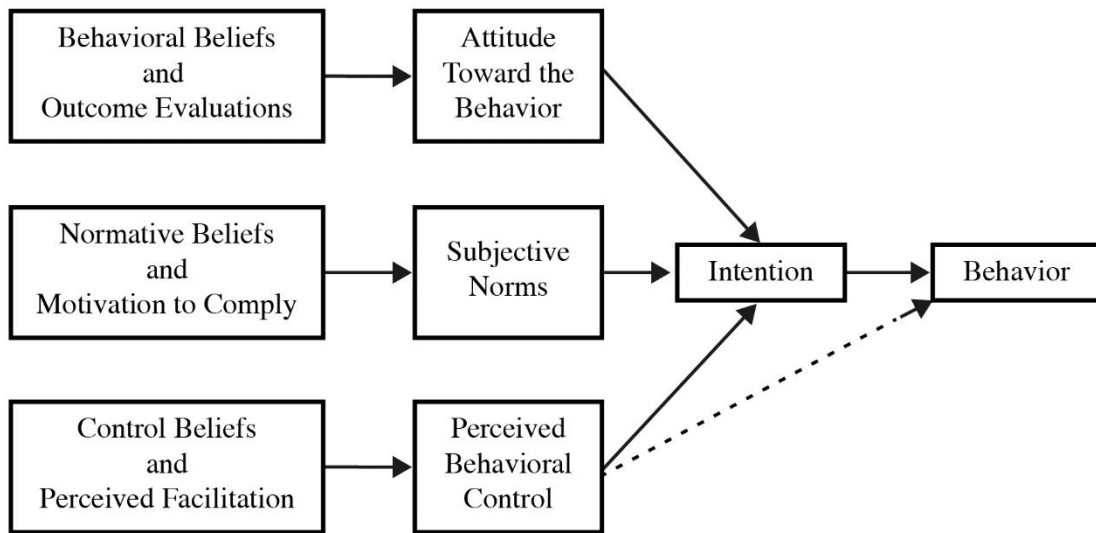 Behavioral Beliefs
and
Outcome Evaluations
Attitude
Toward the
Behavior
Normative Beliefs
and
Motivation to Comply
Subjective
Norms
Intention
Behavior
Control Beliefs
and
Perceived Facilitation
Perceived
Behavioral
Control